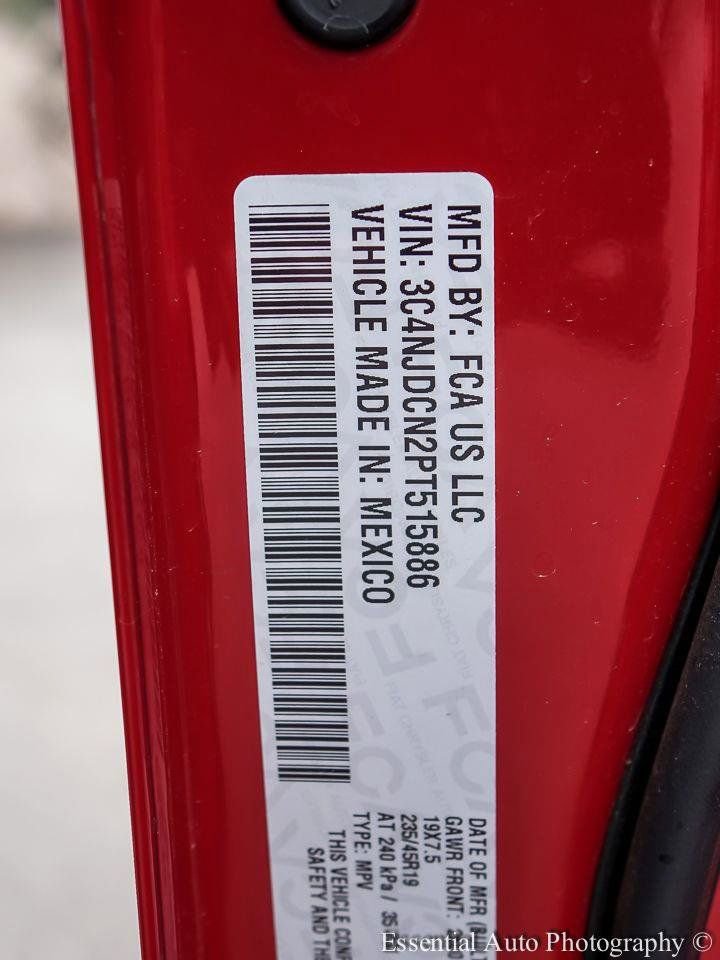 MFD BY: FCA US LLC
VIN: 3C4NJDCN2PT515886
VEHICLE MADE IN: MEXICO
DATE OF MFR
GAWR FRONT:
19X7.5
235/45R19
AT 240 kPa /
TYPE: MPV
THIS VEHICLE
SAFETY AND
Essential Auto Photography ©